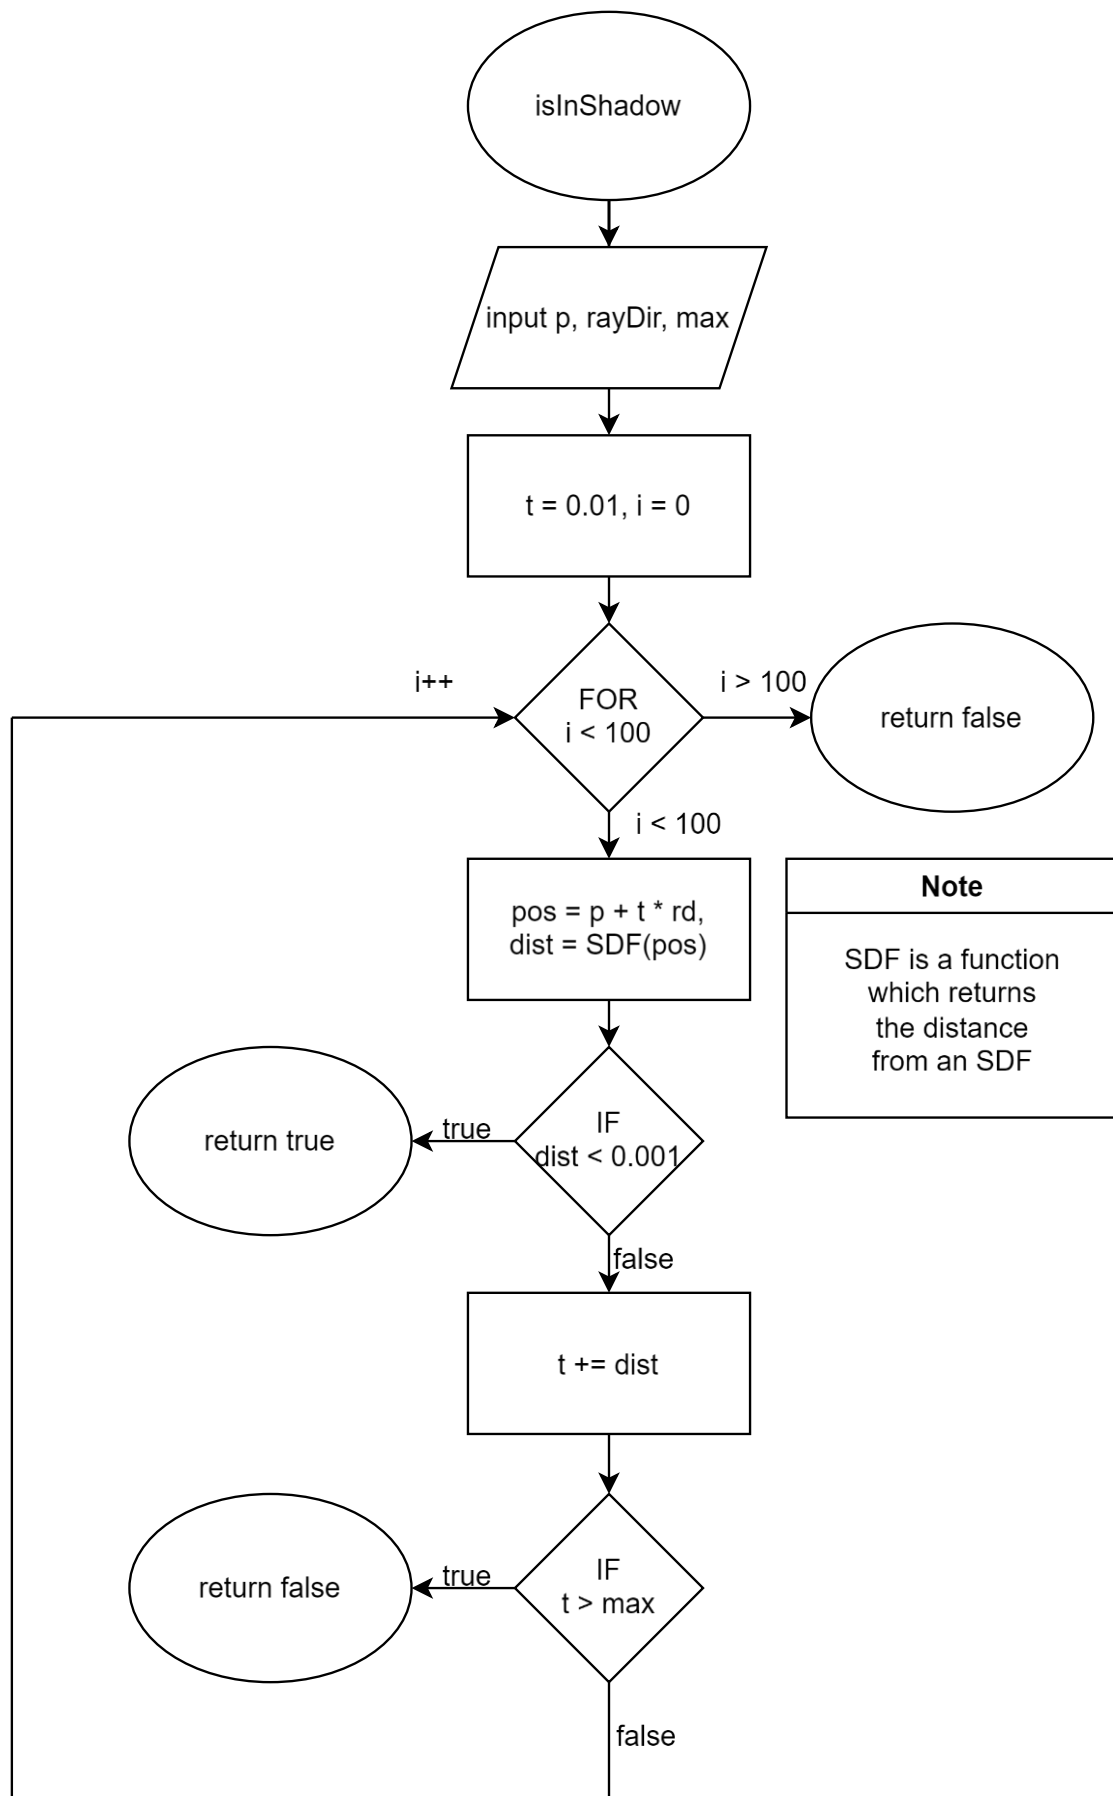 isInShadow
input p, rayDir, max
t = 0.01, i = 0
i++
FOR
i < 100
i > 100
return false
i < 100
pos = p + t * rd,
dist = SDF(pos)
Note
SDF is a function
which returns
the distance
from an SDF
IF
dist < 0.001
true
return true
false
t += dist
IF
t > max
true
return false
false